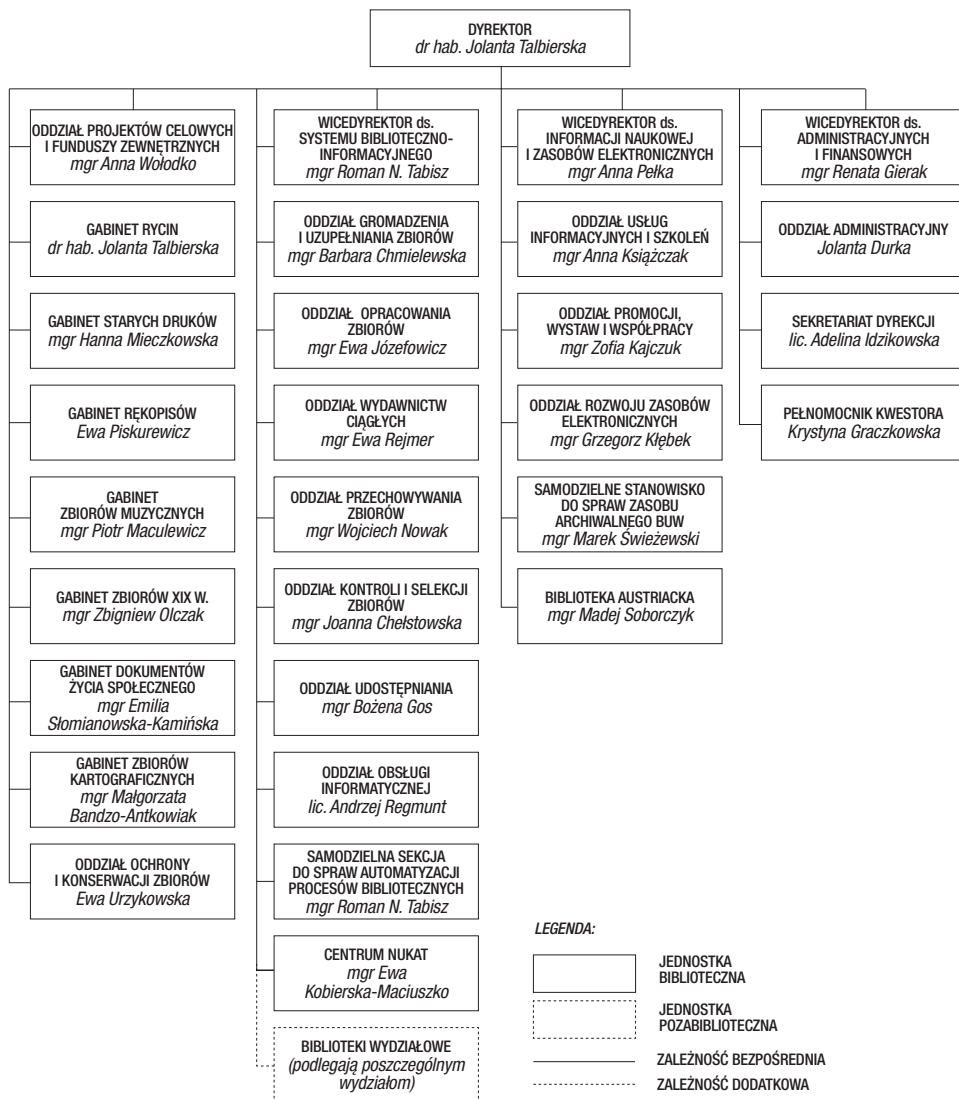 DYREKTOR
dr hab. Jolanta Talbierska
ODDZIAŁ PROJEKTÓW CELOWYCH
I FUNDUSZY ZEWNĘTRZNYCH
mgr Anna Wołodko
GABINET RYCIN
dr hab. Jolanta Talbierska
GABINET STARYCH DRUKÓW
mgr Hanna Mieczkowska
GABINET RĘKOPISÓW
Ewa Piskurewicz
GABINET
ZBIORÓW MUZYCZNYCH
mgr Piotr Maculewicz
GABINET ZBIORÓW XIX W.
mgr Zbigniew Olczak
GABINET DOKUMENTÓW
ŻYCIA SPOŁECZNEGO
mgr Emilia
Słomianowska-Kamińska
GABINET ZBIORÓW
KARTOGRAFICZNYCH
mgr Małgorzata
Bandzo-Antkowiak
ODDZIAŁ OCHRONY
I KONSERWACJI ZBIORÓW
Ewa Urzykowska
WICEDYREKTOR ds.
SYSTEMU BIBLIOTECZNO-
INFORMACYJNEGO
mgr Roman N. Tabisz
ODDZIAŁ GROMADZENIA
I UZUPEŁNIANIA ZBIORÓW
mgr Barbara Chmielewska
ODDZIAŁ OPRACOWANIA
ZBIORÓW
mgr Ewa Józefowicz
ODDZIAŁ WYDAWNICTW
CIĄGŁYCH
mgr Ewa Rejmer
ODDZIAŁ PRZECHOWYWANIA
ZBIORÓW
mgr Wojciech Nowak
ODDZIAŁ KONTROLI I SELEKCJI
ZBIORÓW
mgr Joanna Chełstowska
ODDZIAŁ UDOSTĘPNIANIA
mgr Bożena Gos
ODDZIAŁ OBSŁUGI
INFORMATYCZNEJ
lic. Andrzej Regmunt
SAMODZIELNA SEKCJA
DO SPRAW AUTOMATYZACJI
PROCESÓW BIBLIOTECZNYCH
mgr Roman N. Tabisz
CENTRUM NUKAT
mgr Ewa
Kobierska-Maciuszko
BIBLIOTEKI WYDZIAŁOWE
(podlegają poszczególnym
wydziałom)
WICEDYREKTOR ds.
INFORMACJI NAUKOWEJ
I ZASOBÓW ELEKTRONICZNYCH
mgr Anna Pełka
ODDZIAŁ USŁUG
INFORMACYJNYCH I SZKOLEŃ
mgr Anna Książczak
ODDZIAŁ PROMOCJI,
WYSTAW I WSPÓŁPRACY
mgr Zofia Kajczuk
ODDZIAŁ ROZWOJU ZASOBÓW
ELEKTRONICZNYCH
mgr Grzegorz Kłębek
SAMODZIELNE STANOWISKO
DO SPRAW ZASOBU
ARCHIWALNEGO BUW
mgr Marek Świeżewski
BIBLIOTEKA AUSTRIACKA
mgr Madej Soborczyk
WICEDYREKTOR ds.
ADMINISTRACYJNYCH
I FINANSOWYCH
mgr Renata Gierak
ODDZIAŁ ADMINISTRACYJNY
Jolanta Durka
SEKRETARIAT DYREKCJI
lic. Adelina Idzikowska
PEŁNOMOCNIK KWESTORA
Krystyna Graczkowska
LEGENDA:
JEDNOSTKA
BIBLIOTECZNA
JEDNOSTKA
POZABIBLIOTECZNA
ZALEŻNOŚĆ BEZPOŚREDNIA
ZALEŻNOŚĆ DODATKOWA